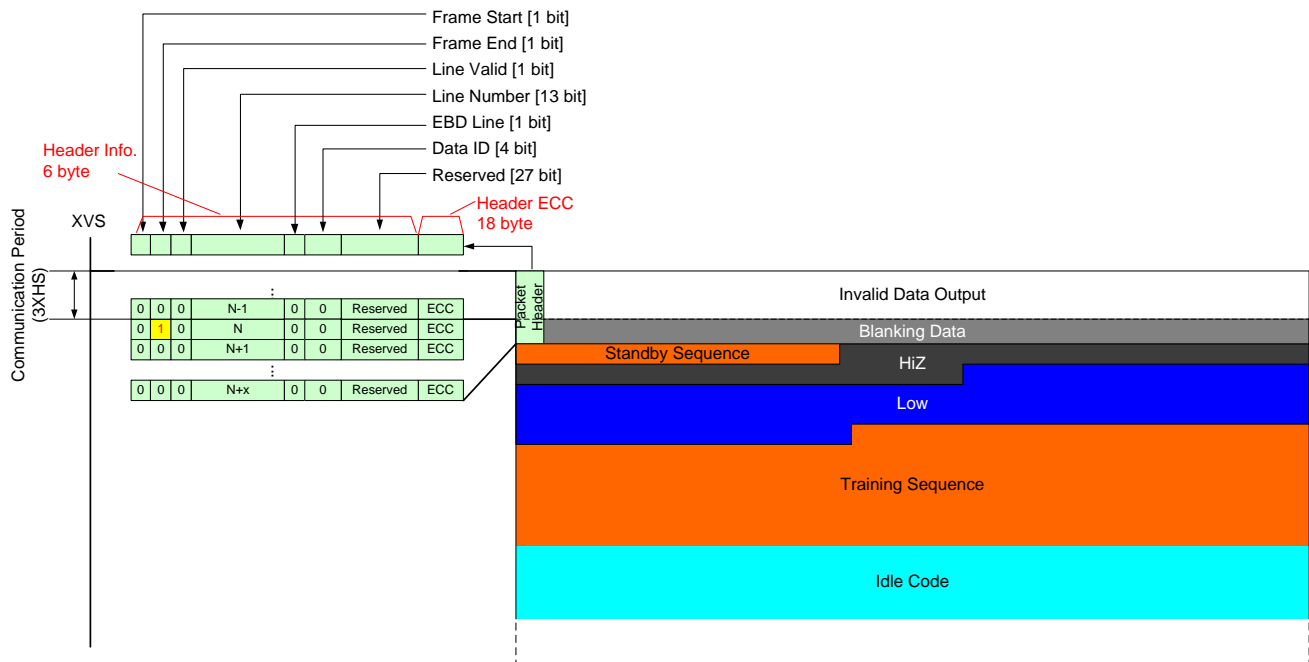 Frame Start [1 bit]
Frame End [1 bit]
Line Valid [1 bit]
Line Number [13 bit]
EBD Line [1 bit]
Data ID [4 bit]
Reserved [27 bit]
Header Info.
6 byte
Header ECC
18 byte
XVS
Communication Period
(3XHS)
...
0 0 0 N-1 0 0 Reserved ECC
0 1 0 N 0 0 Reserved ECC
0 0 0 N+1 0 0 Reserved ECC
...
0 0 0 N+x 0 0 Reserved ECC
Packet
Header
Invalid Data Output
Blanking Data
Standby Sequence
HiZ
Low
Training Sequence
Idle Code